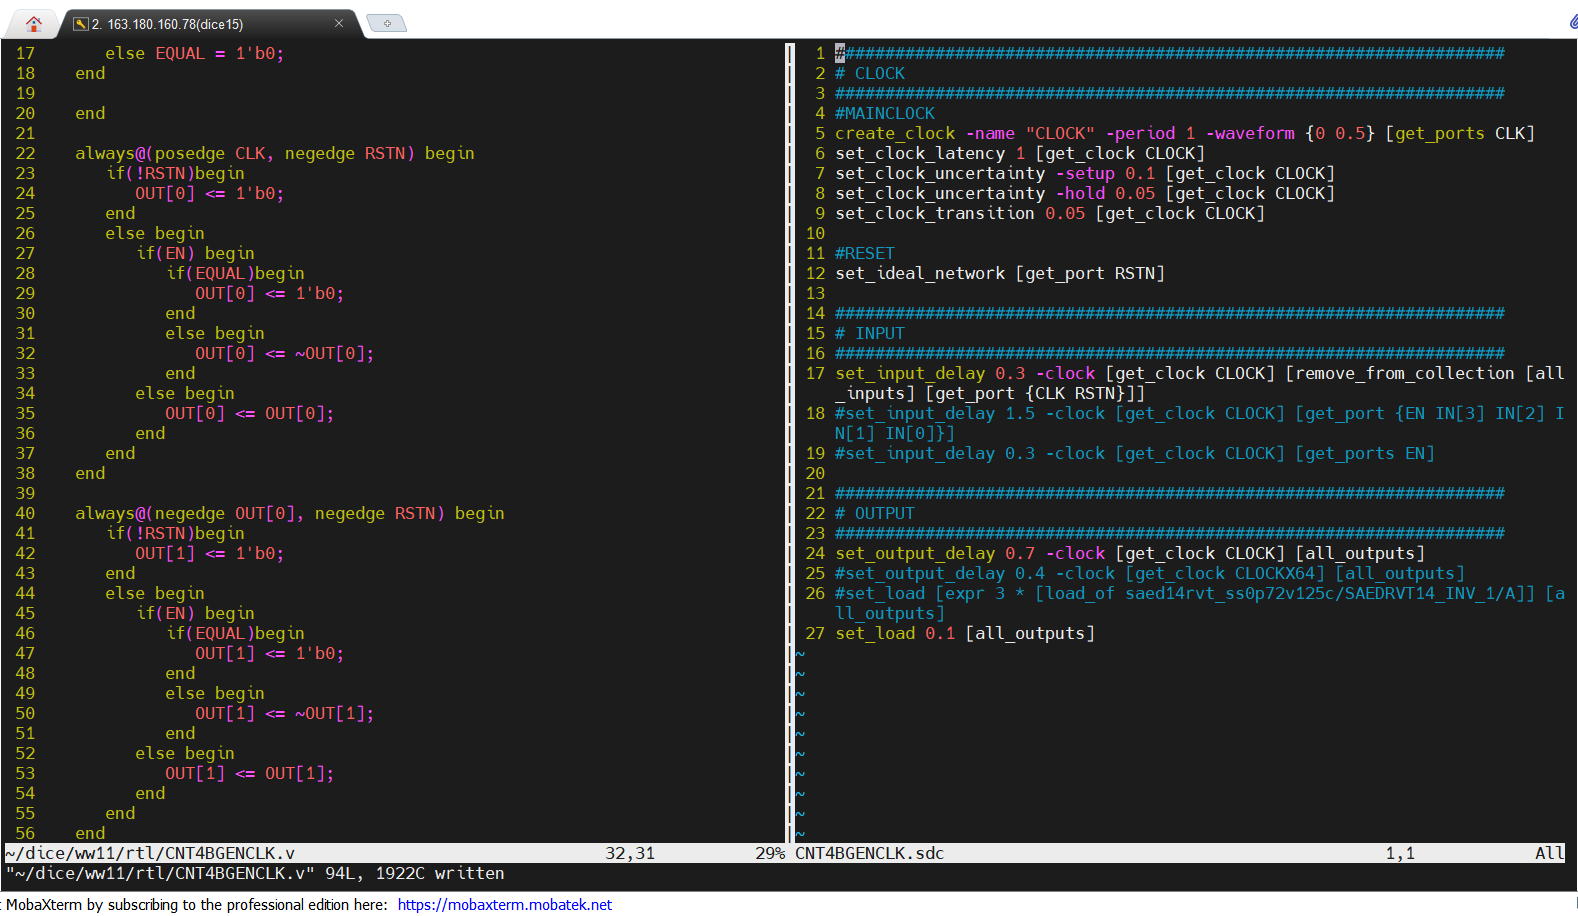 2. 163.180.160.78(dice15)
17 else EQUAL = 1'b0;
18 end
19
20 end
21
22 always@(posedge CLK, negedge RSTN) begin
23 if(!RSTN)begin
24 OUT[0] <= 1'b0;
25 end
26 else begin
27 if(EN) begin
28 if(EQUAL)begin
29 OUT[0] <= 1'b0;
30 end
31 else begin
32 OUT[0] <= ~OUT[0];
33 end
34 else begin
35 OUT[0] <= OUT[0];
36 end
37 end
38 end
39
40 always@(negedge OUT[0], negedge RSTN) begin
41 if(!RSTN)begin
42 OUT[1] <= 1'b0;
43 end
44 else begin
45 if(EN) begin
46 if(EQUAL)begin
47 OUT[1] <= 1'b0;
48 end
49 else begin
50 OUT[1] <= ~OUT[1];
51 end
52 else begin
53 OUT[1] <= OUT[1];
54 end
55 end
56 end
~/dice/ww11/rtl/CNT4BGENCLK.v 32,31 29%
1 ###################################################################
2 # CLOCK
3 ###################################################################
4 #MAINCLOCK
5 create_clock -name "CLOCK" -period 1 -waveform {0 0.5} [get_ports CLK]
6 set_clock_latency 1 [get_clock CLOCK]
7 set_clock_uncertainty -setup 0.1 [get_clock CLOCK]
8 set_clock_uncertainty -hold 0.05 [get_clock CLOCK]
9 set_clock_transition 0.05 [get_clock CLOCK]
10
11 #RESET
12 set_ideal_network [get_port RSTN]
13
14 ###################################################################
15 # INPUT
16 ###################################################################
17 set_input_delay 0.3 -clock [get_clock CLOCK] [remove_from_collection [all
_inputs] [get_port {CLK RSTN}]]
18 #set_input_delay 1.5 -clock [get_clock CLOCK] [get_port {EN IN[3] IN[2] I
N[1] IN[0]}]
19 #set_input_delay 0.3 -clock [get_clock CLOCK] [get_ports EN]
20
21 ###################################################################
22 # OUTPUT
23 ###################################################################
24 set_output_delay 0.7 -clock [get_clock CLOCK] [all_outputs]
25 #set_output_delay 0.4 -clock [get_clock CLOCKX64] [all_outputs]
26 #set_load [expr 3 * [load_of saed14rvt_ss0p72v125c/SAEDRVT14_INV_1/A]] [a
ll_outputs]
27 set_load 0.1 [all_outputs]
~
~
~
~
~
~
~
~
~
~
CNT4BGENCLK.sdc 1,1 All
"~/dice/ww11/rtl/CNT4BGENCLK.v" 94L, 1922C written
MobaXterm by subscribing to the professional edition here: https://mobaxterm.mobatek.net